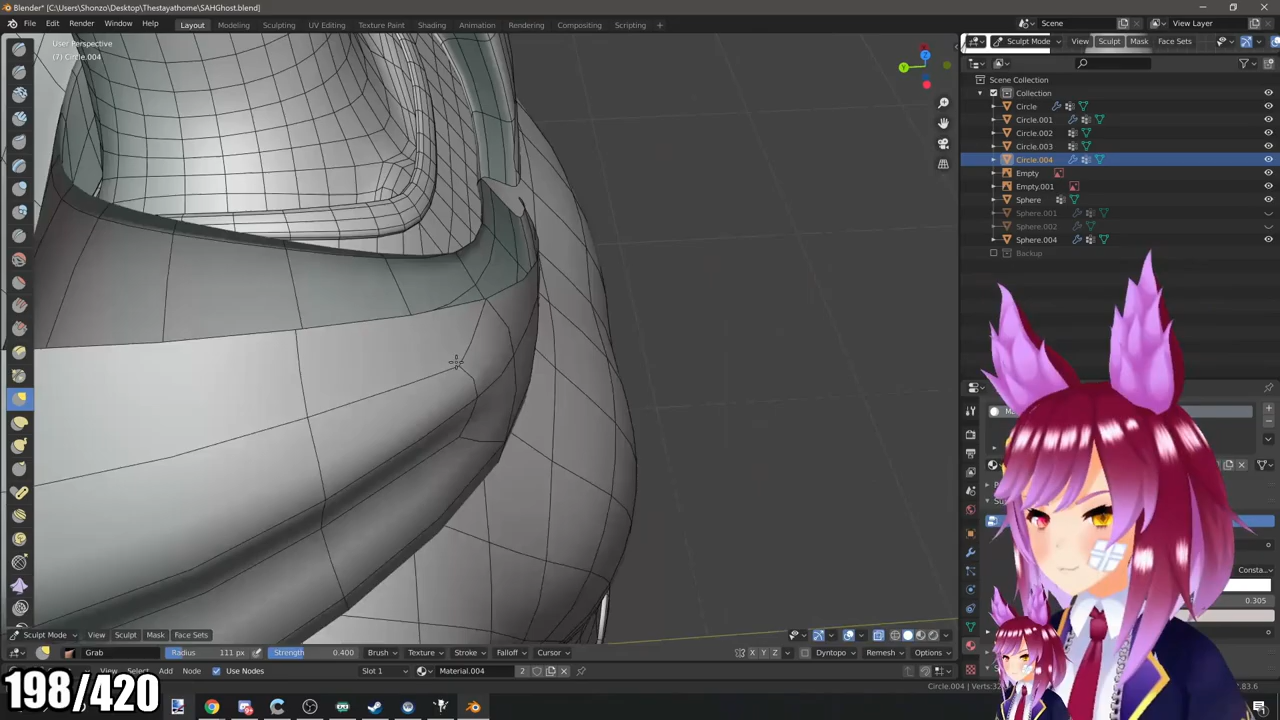 Blender* [C:\Users\Shonzo\Desktop\Thestayathome\SAHGhost.blend]
File Edit Render Window Help Layout Modeling Sculpting UV Editing Texture Paint Shading Animation Rendering Compositing Scripting +
Scene View Layer
User Perspective
(7) Circle.004
Sculpt Mode View Sculpt Mask Face Sets
Scene Collection
Collection
Circle
Circle.001
Circle.002
Circle.003
Circle.004
Empty
Empty.001
Sphere
Sphere.001
Sphere.002
Sphere.004
Backup
Z
Y
Consta...
0.305
Sculpt Mode View Sculpt Mask Face Sets
Grab Radius 111 px Strength 0.400 Brush Texture Stroke Falloff Cursor X Y Z Dyntopo Remesh Options
View Select Add Node Use Nodes Slot 1 Material.004 2
198/420